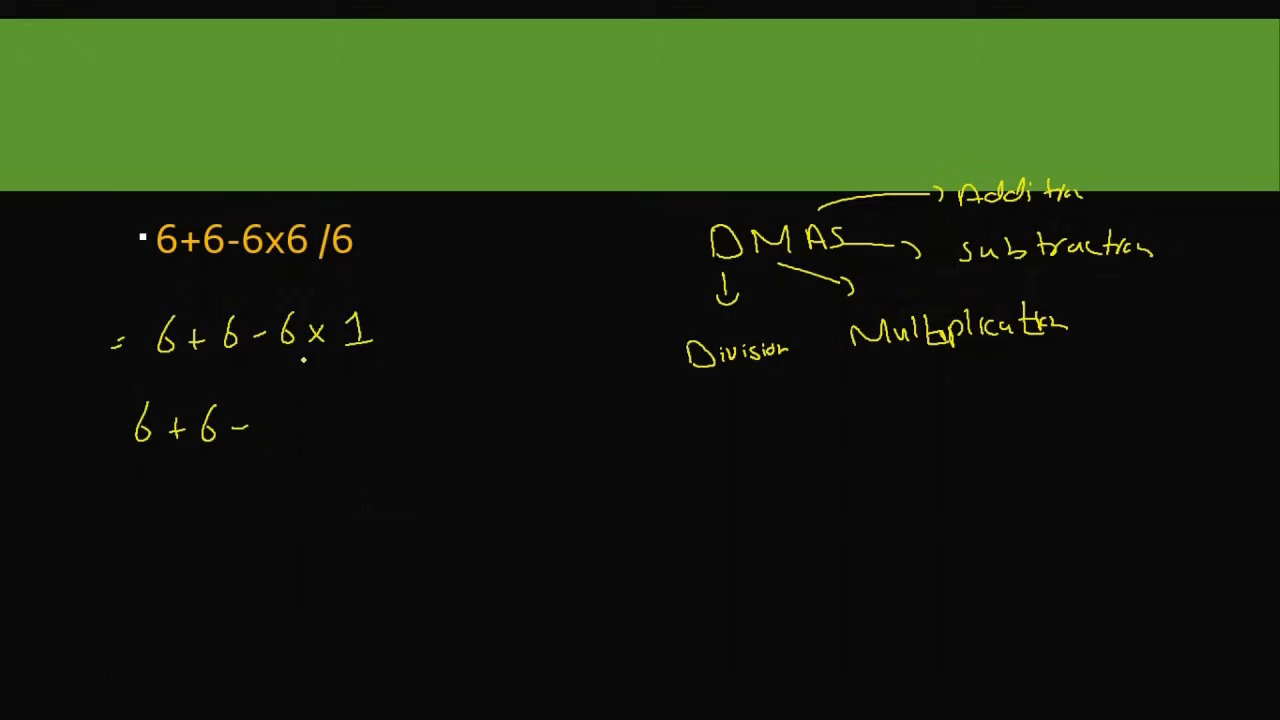 6+6-6x6 /6
= 6 + 6 - 6 x 1
6 + 6 -
DMAS
Addition
subtraction
Multiplication
Division